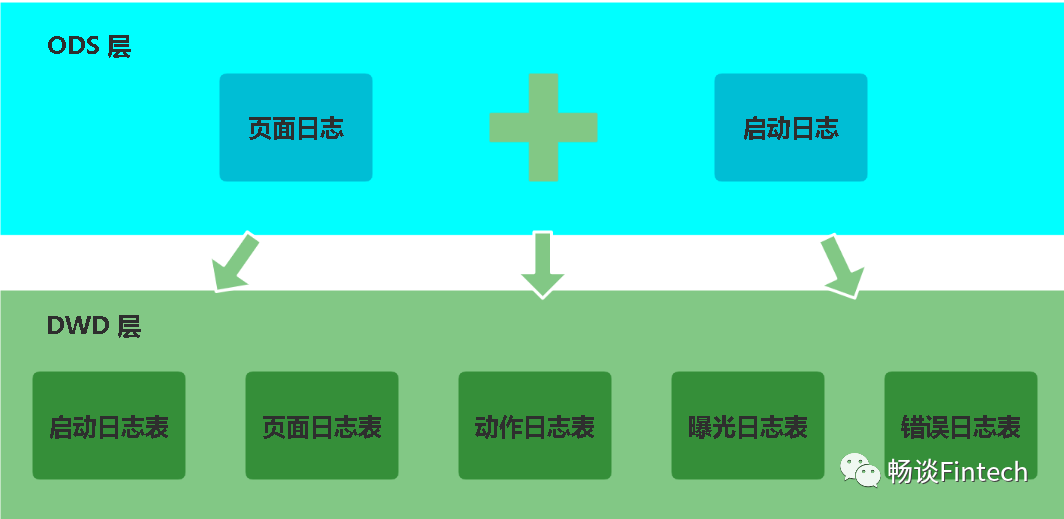 ODS 层
页面日志
启动日志
DWD 层
启动日志表
页面日志表
动作日志表
曝光日志表
错误日志表
畅谈Fintech